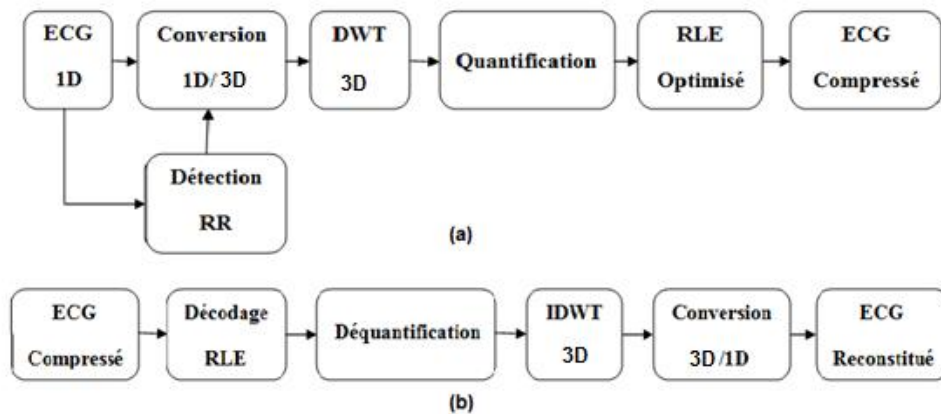 ECG
1D
Conversion
1D/ 3D
DWT
3D
Quantification
RLE
Optimisé
ECG
Compressé
Détection
RR
(a)
ECG
Compressé
Décodage
RLE
Déquantification
IDWT
3D
Conversion
3D /1D
ECG
Reconstitué
(b)